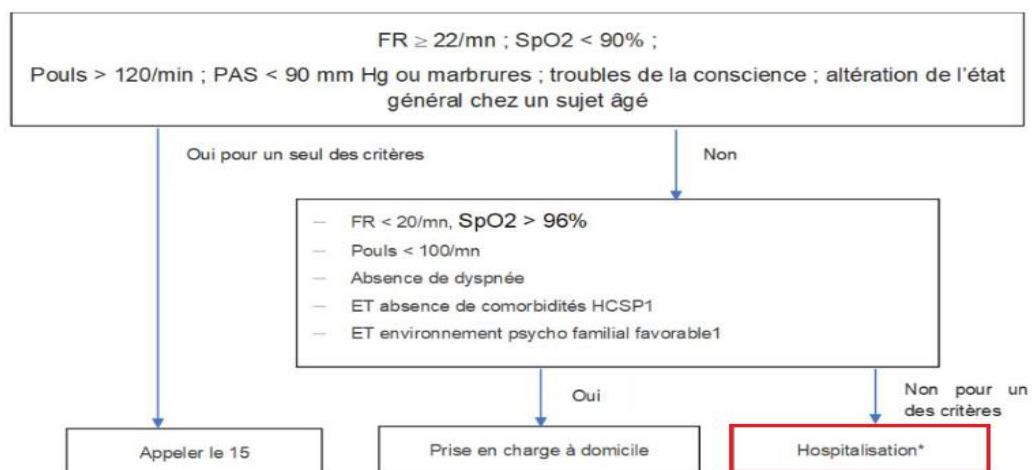 FR ≥ 22/mn ; SpO2 < 90% ;
Pouls > 120/min ; PAS < 90 mm Hg ou marbrures ; troubles de la conscience ; altération de l'état
général chez un sujet âgé
Oui pour un seul des critères
Non
– FR < 20/mn, SpO2 > 96%
– Pouls < 100/mn
– Absence de dyspnée
– ET absence de comorbidités HCSP1
– ET environnement psycho familial favorable1
Oui
Non pour un
des critères
Appeler le 15
Prise en charge à domicile
Hospitalisation*